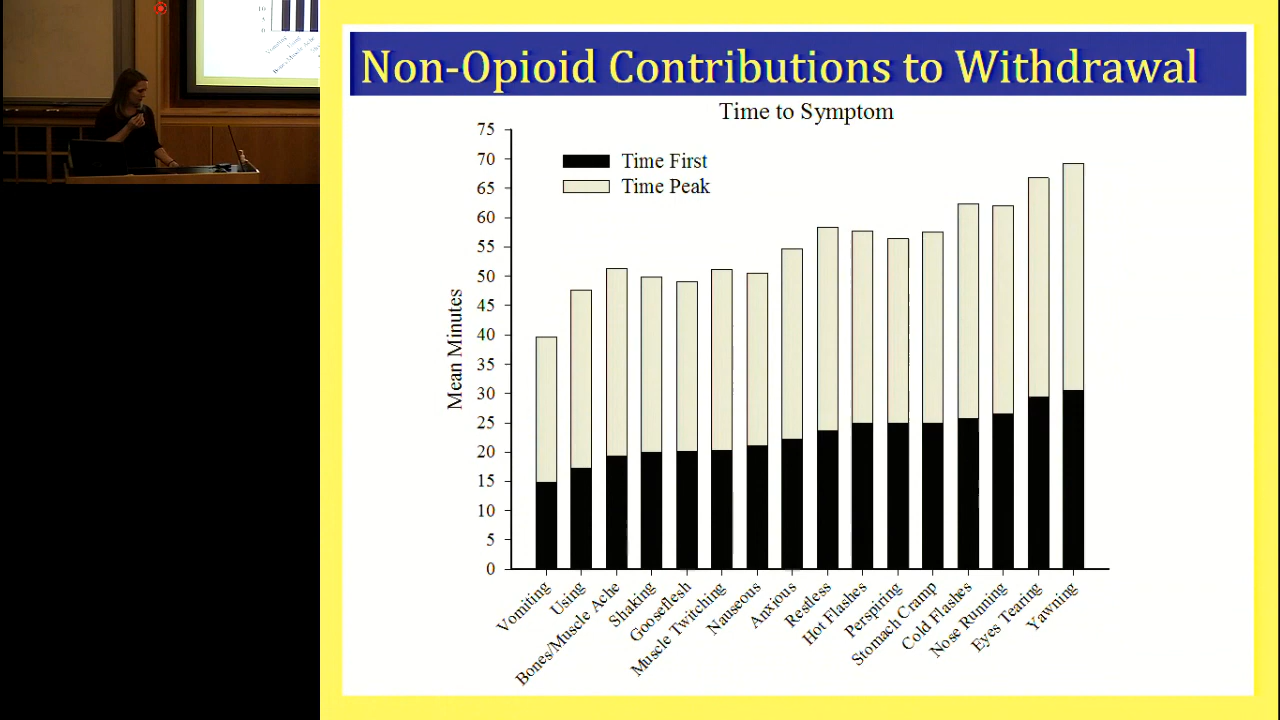 Non-Opioid Contributions to Withdrawal
Time to Symptom
Time First
Time Peak
Mean Minutes
75
70
65
60
55
50
45
40
35
30
25
20
15
10
5
0
Vomiting
Using
Bones/Muscle Ache
Shaking
Gooseflesh
Muscle Twitching
Nauseous
Anxious
Restless
Hot Flashes
Perspiring
Stomach Cramp
Cold Flashes
Nose Running
Eyes Tearing
Yawning